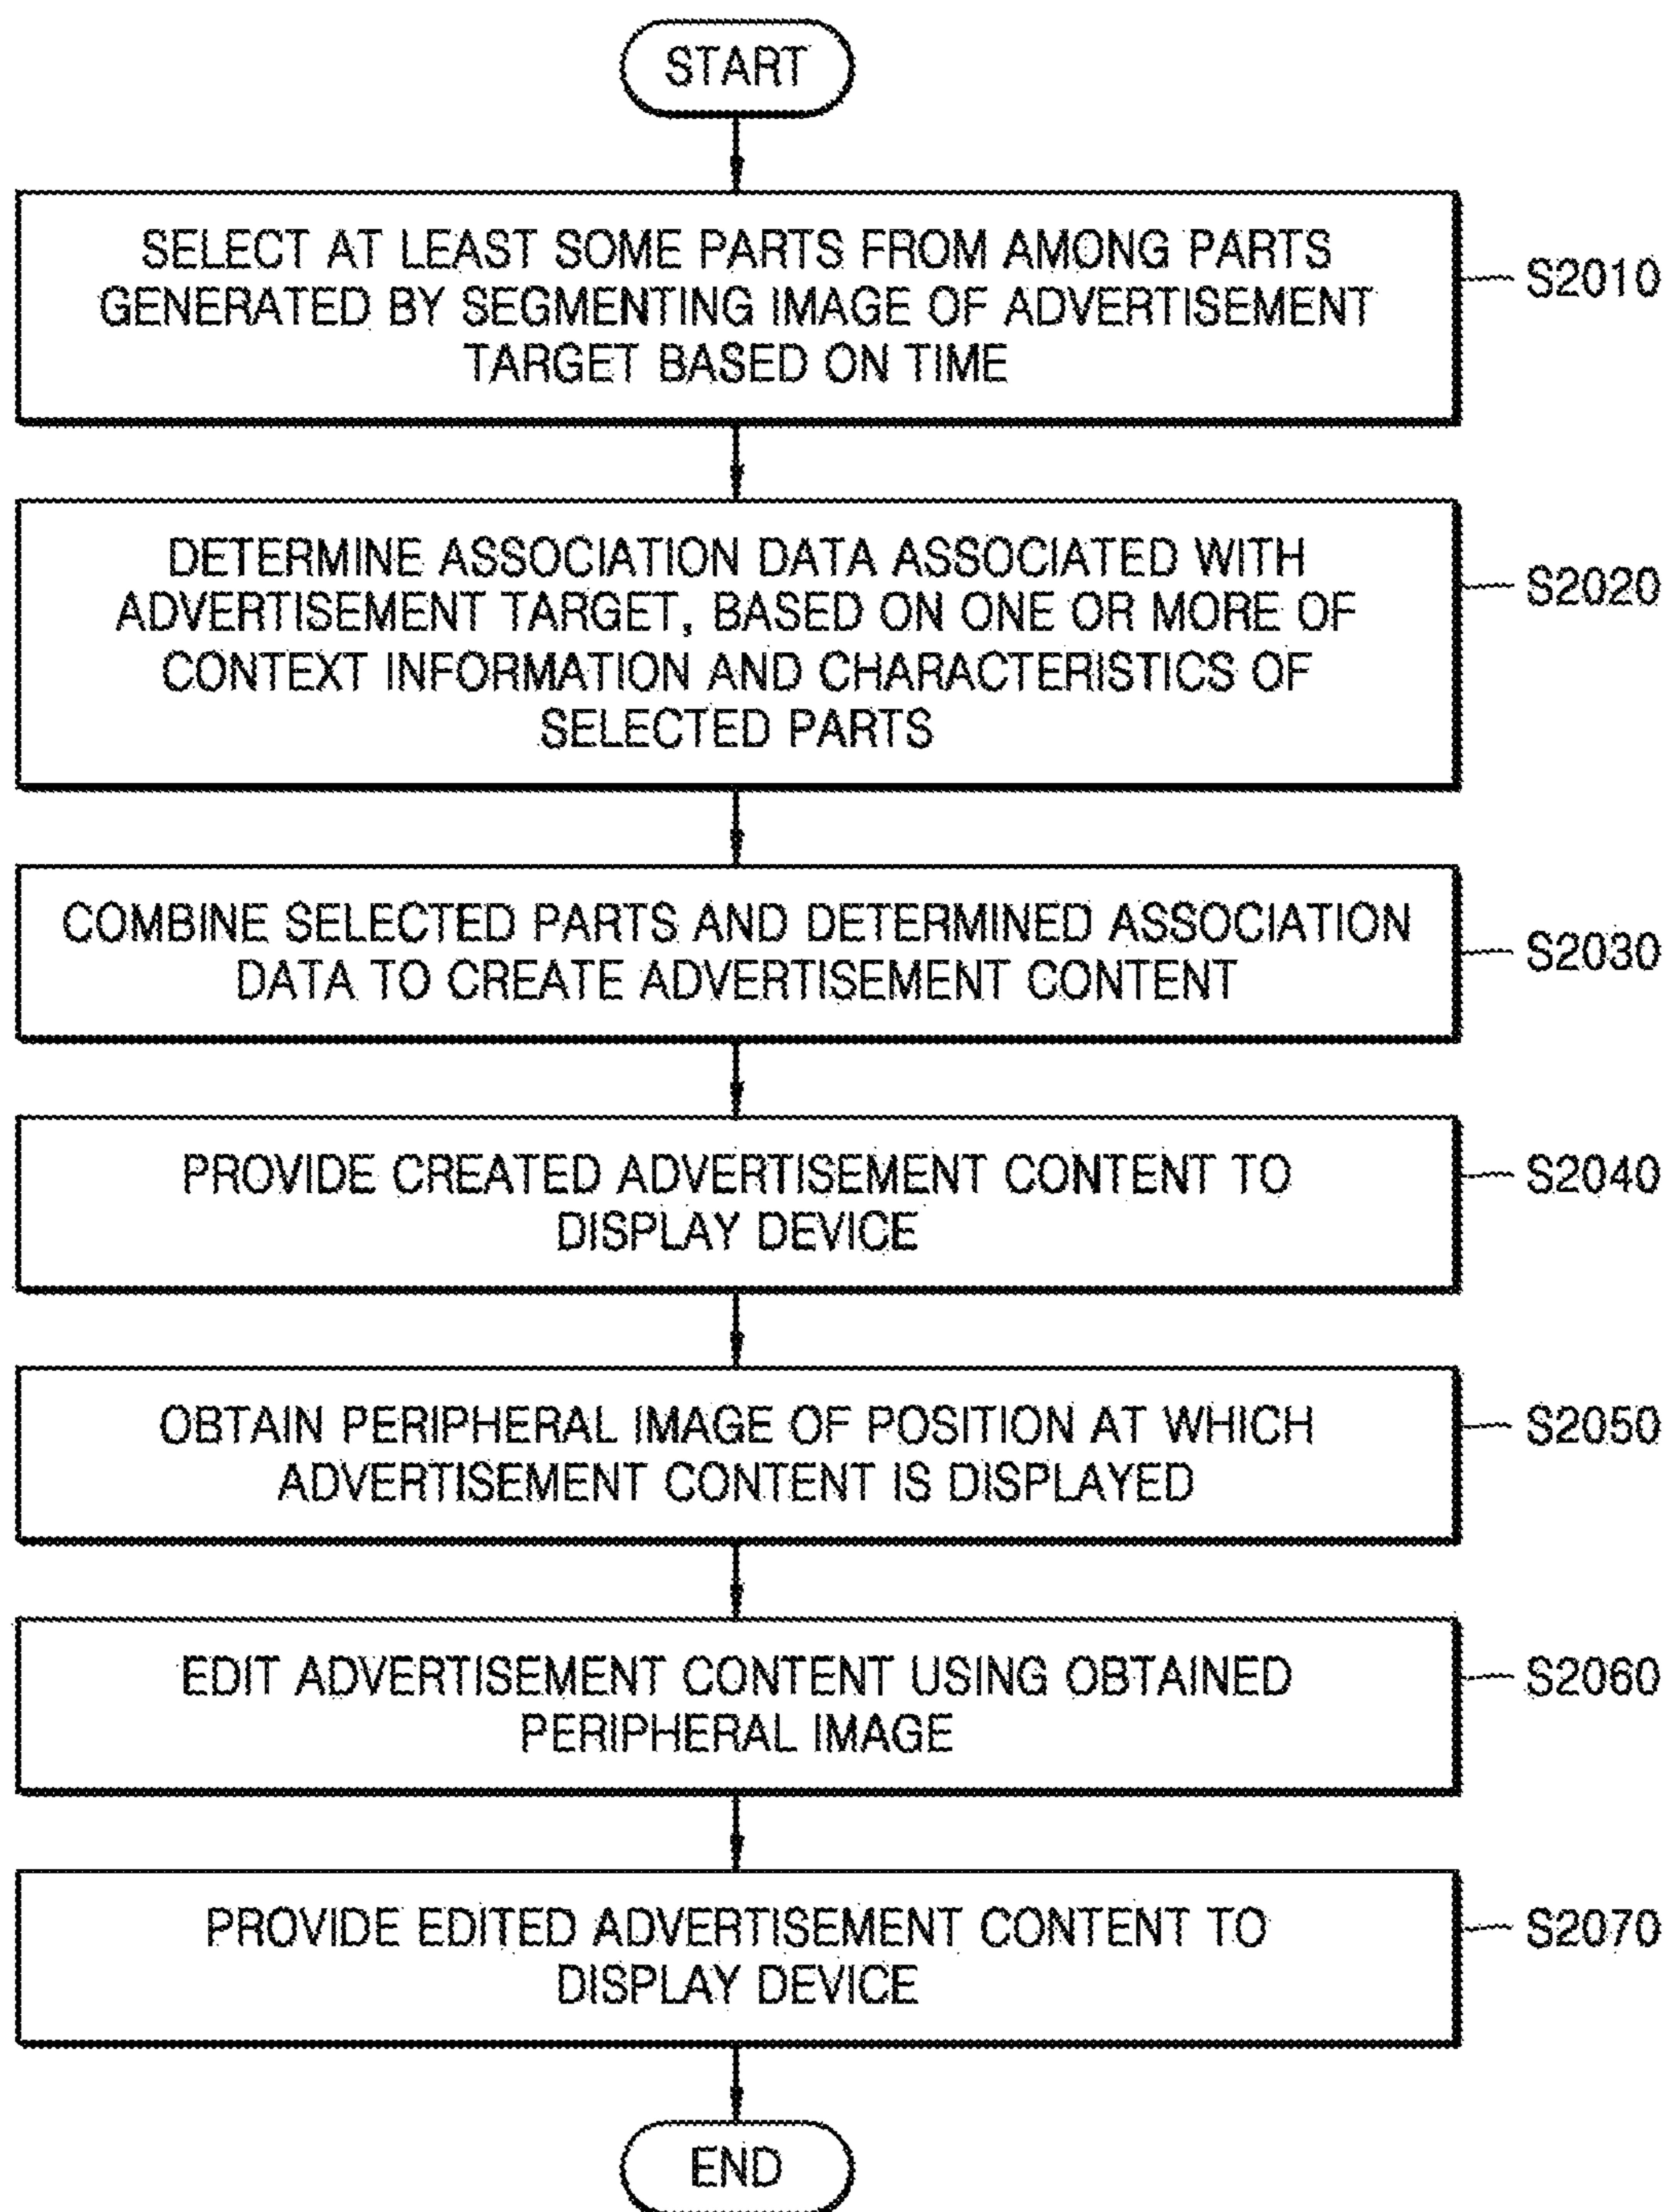 START
SELECT AT LEAST SOME PARTS FROM AMONG PARTS
GENERATED BY SEGMENTING IMAGE OF ADVERTISEMENT
TARGET BASED ON TIME
S2010
DETERMINE ASSOCIATION DATA ASSOCIATED WITH
ADVERTISEMENT TARGET, BASED ON ONE OR MORE OF
CONTEXT INFORMATION AND CHARACTERISTICS OF
SELECTED PARTS
S2020
COMBINE SELECTED PARTS AND DETERMINED ASSOCIATION
DATA TO CREATE ADVERTISEMENT CONTENT
S2030
PROVIDE CREATED ADVERTISEMENT CONTENT TO
DISPLAY DEVICE
S2040
OBTAIN PERIPHERAL IMAGE OF POSITION AT WHICH
ADVERTISEMENT CONTENT IS DISPLAYED
S2050
EDIT ADVERTISEMENT CONTENT USING OBTAINED
PERIPHERAL IMAGE
S2060
PROVIDE EDITED ADVERTISEMENT CONTENT TO
DISPLAY DEVICE
S2070
END